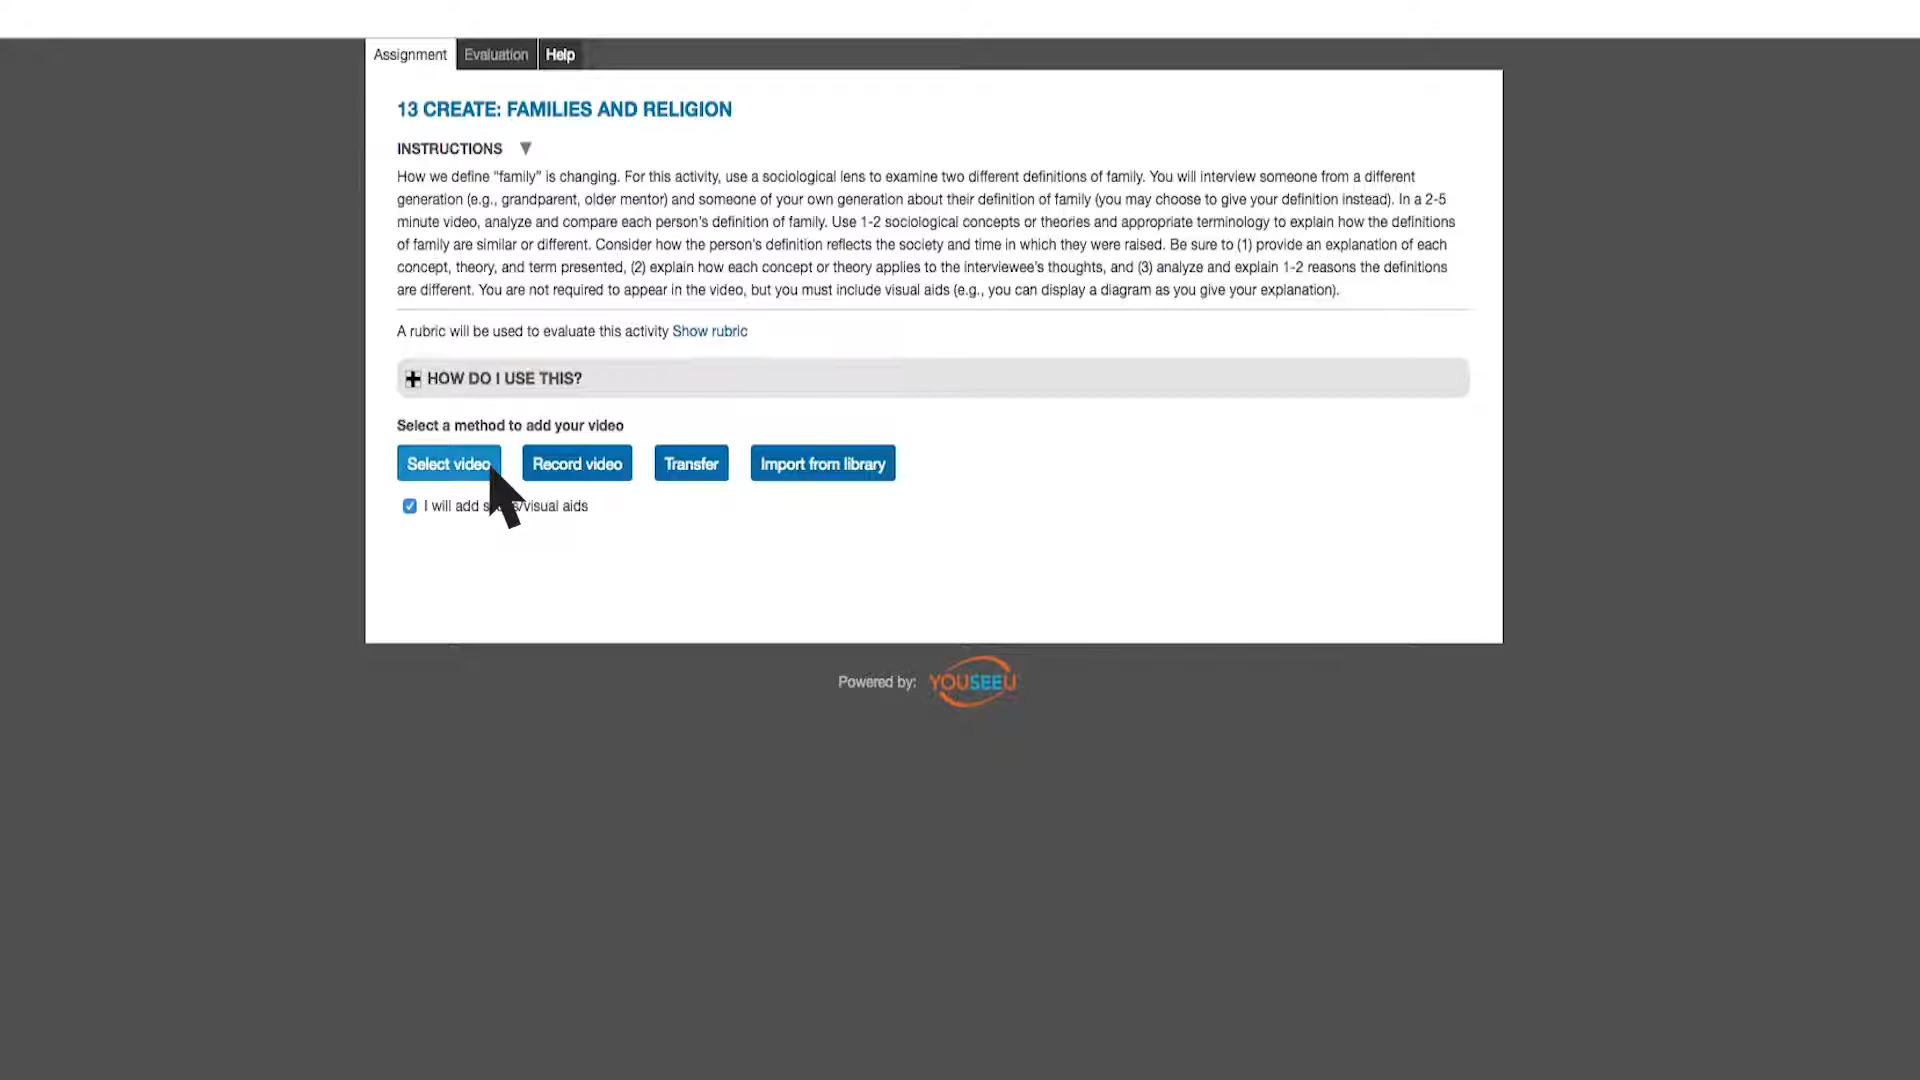 Assignment Evaluation Help
13 CREATE: FAMILIES AND RELIGION
INSTRUCTIONS
How we define “family” is changing. For this activity, use a sociological lens to examine two different definitions of family. You will interview someone from a different
generation (e.g., grandparent, older mentor) and someone of your own generation about their definition of family (you may choose to give your definition instead). In a 2-5
minute video, analyze and compare each person's definition of family. Use 1-2 sociological concepts or theories and appropriate terminology to explain how the definitions
of family are similar or different. Consider how the person's definition reflects the society and time in which they were raised. Be sure to (1) provide an explanation of each
concept, theory, and term presented, (2) explain how each concept or theory applies to the interviewee's thoughts, and (3) analyze and explain 1-2 reasons the definitions
are different. You are not required to appear in the video, but you must include visual aids (e.g., you can display a diagram as you give your explanation).
A rubric will be used to evaluate this activity Show rubric
HOW DO I USE THIS?
Select a method to add your video
Select video Record video Transfer Import from library
I will add /visual aids
Powered by: YOUSEEU